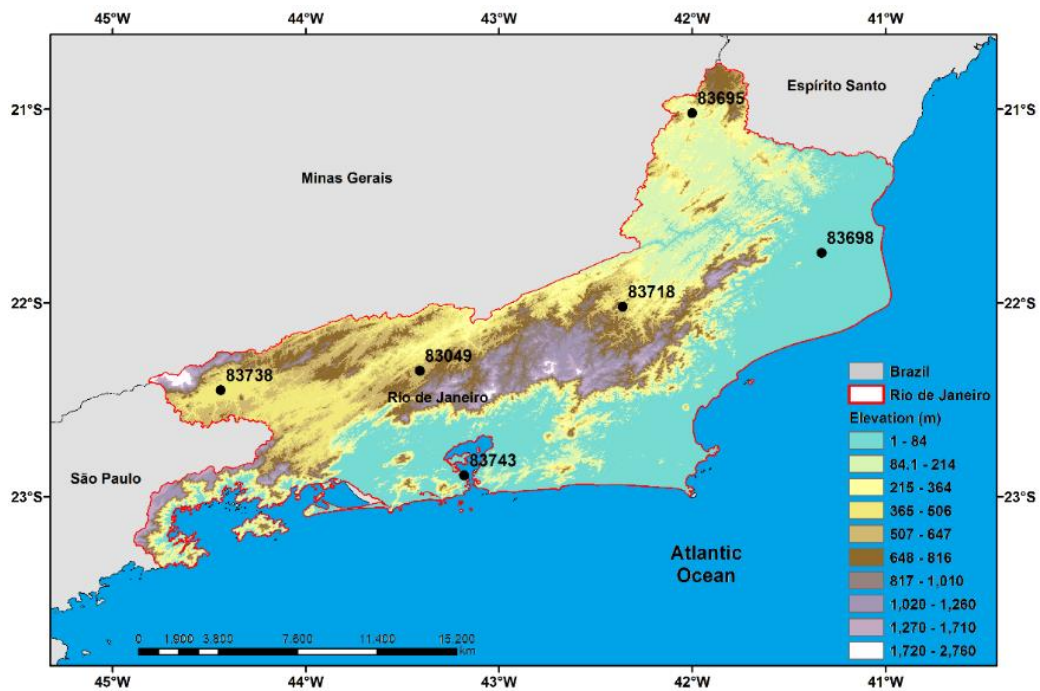 45°W 44°W 43°W 42°W 41°W
21°S 21°S
Espírito Santo
83695
Minas Gerais
83698
22°S 22°S
83718
83049
83738
Rio de Janeiro
83743
São Paulo
23°S 23°S
Atlantic
Ocean
Brazil
Rio de Janeiro
Elevation (m)
1 - 84
84.1 - 214
215 - 364
365 - 506
507 - 647
648 - 816
817 - 1,010
1,020 - 1,260
1,270 - 1,710
1,720 - 2,760
0 1,900 3,800 7,600 11,400 15,200
km
45°W 44°W 43°W 42°W 41°W